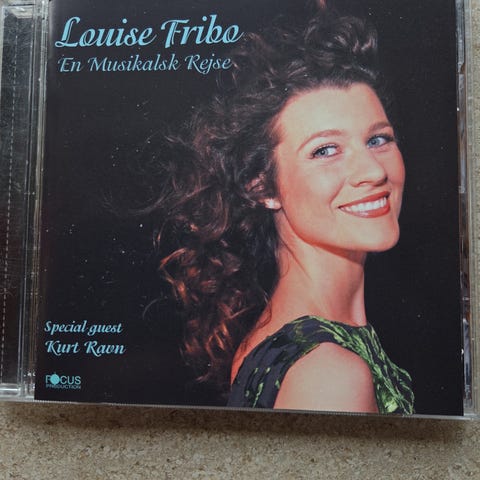 Louise Fribo
En Musikalsk Rejse
Special guest
Kurt Ravn
FOCUS
PRODUCTION